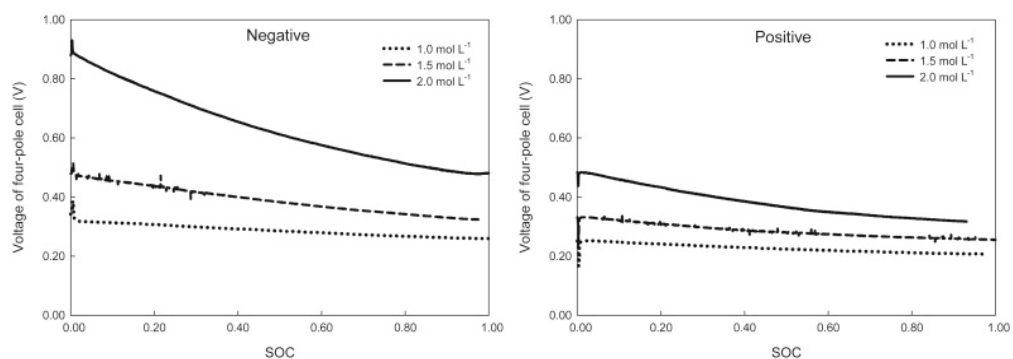 Negative
1.0 mol L⁻¹
1.5 mol L⁻¹
2.0 mol L⁻¹
Voltage of four-pole cell (V)
1.00
0.80
0.60
0.40
0.20
0.00
0.00 0.20 0.40 0.60 0.80 1.00
SOC
Positive
1.0 mol L⁻¹
1.5 mol L⁻¹
2.0 mol L⁻¹
Voltage of four-pole cell (V)
1.00
0.80
0.60
0.40
0.20
0.00
0.00 0.20 0.40 0.60 0.80 1.00
SOC